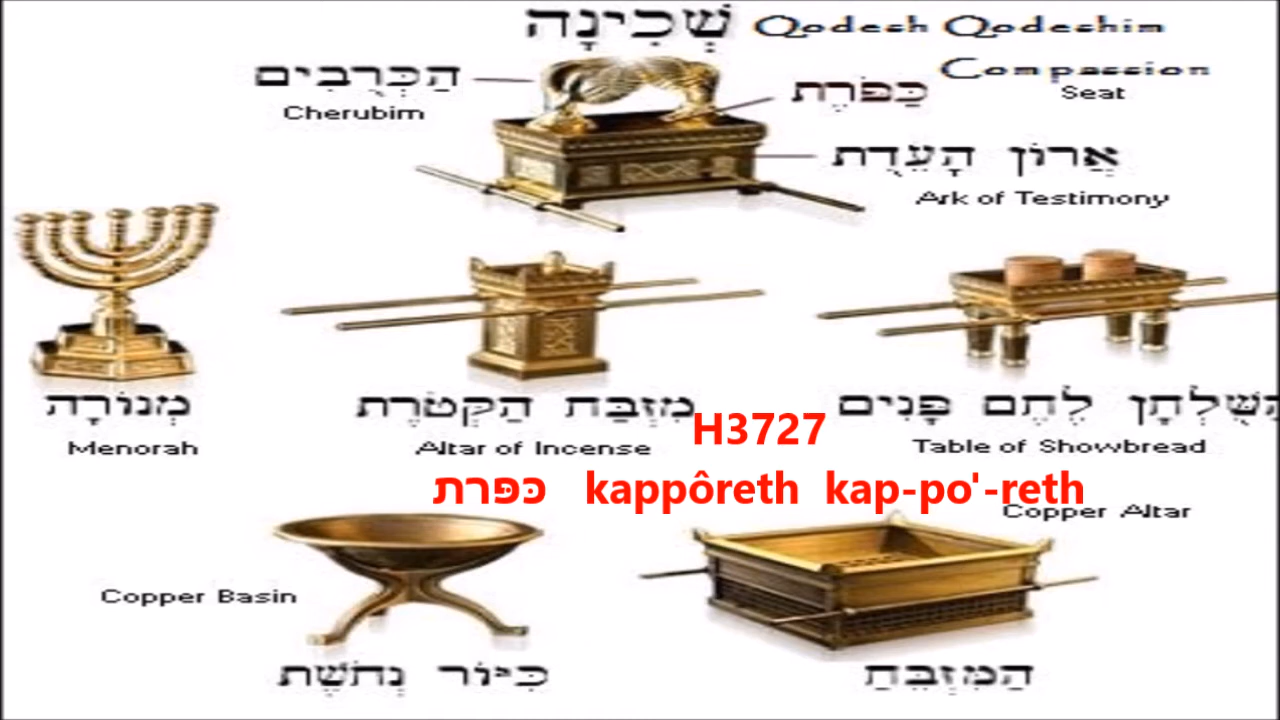 שְׁכִינָה Qodesh Qodeshim
הַכְּרֻבִים
Compassion
כַּפֹּרֶת
Seat
Cherubim
אֲרוֹן הָעֵדֻת
Ark of Testimony
מְנוֹרָה
מִזְבַּח הַקְּטֹרֶת
הַשֻּׁלְחָן לֶחֶם פָּנִים
H3727
Menorah
Altar of Incense
Table of Showbread
כּפּרת kappôreth kap-po'-reth
Copper Altar
Copper Basin
כִּיּוֹר נְחֹשֶׁת
הַמִּזְבֵּחַ